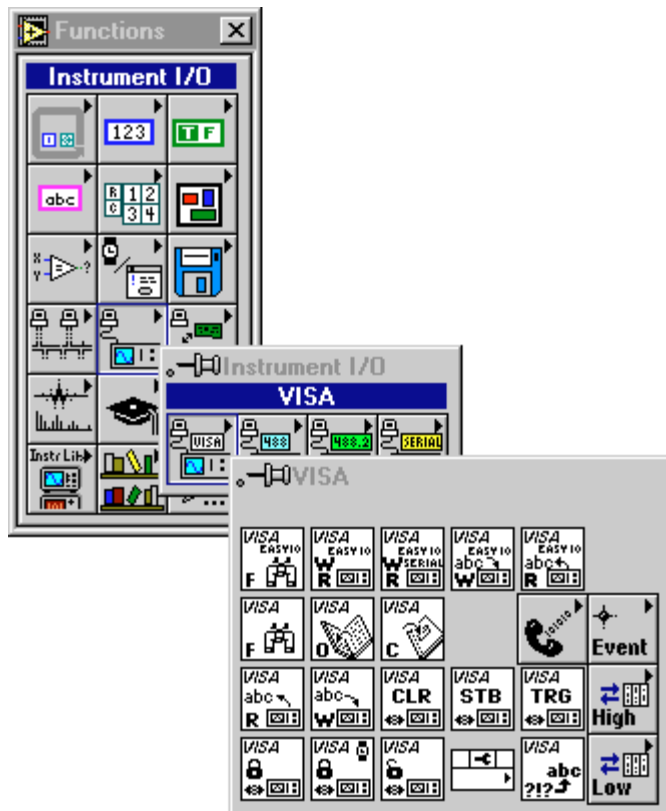 Functions
Instrument I/O
123
T F
abc
R 1 2
C 3 4
X
Y ?
!
Instrument I/O
VISA
VISA 488 488.2 SERIAL
Instr Lib
...
VISA
VISA VISA VISA VISA VISA
EASY IO EASY IO EASY IO EASY IO EASY IO
W W SERIAL abc abc
F R R W R
VISA VISA VISA
F O C Event
VISA VISA VISA VISA VISA
abc abc CLR STB TRG
R W High
VISA VISA VISA VISA
abc
?!? Low